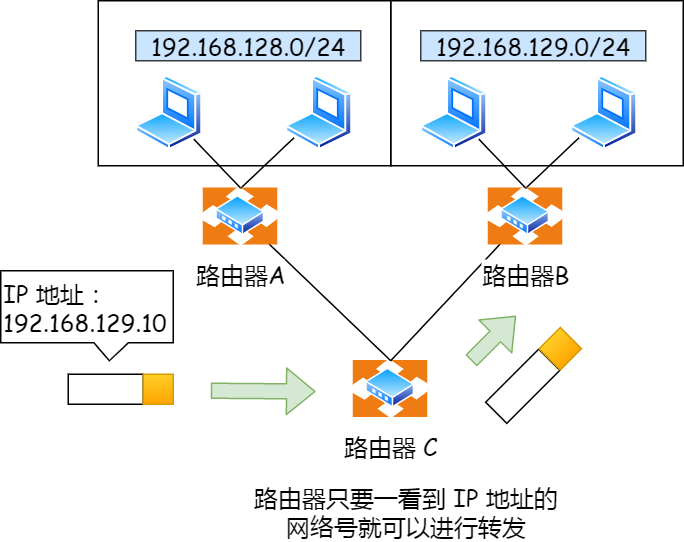 192.168.128.0/24
192.168.129.0/24
路由器A
路由器B
IP 地址：
192.168.129.10
路由器 C
路由器只要一看到 IP 地址的
网络号就可以进行转发